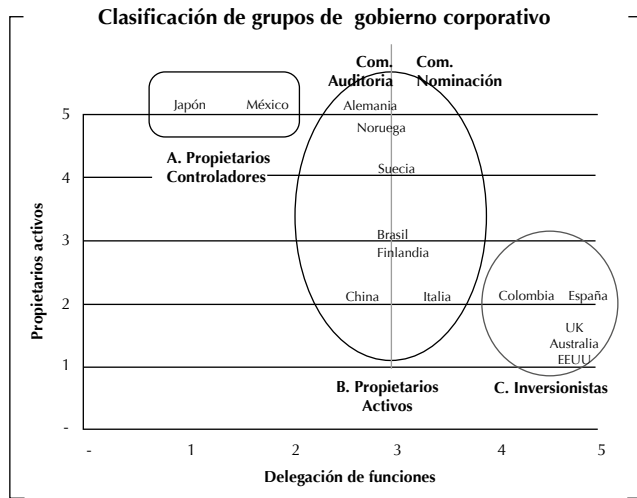 Clasificación de grupos de gobierno corporativo
Com. Auditoria
Com. Nominación
Propietarios activos
5
4
3
2
1
-
Japón México Alemania
Noruega
A. Propietarios
Controladores
Suecia
Brasil
Finlandia
China Italia Colombia España
UK
Australia
EEUU
B. Propietarios
Activos
C. Inversionistas
- 1 2 3 4 5
Delegación de funciones